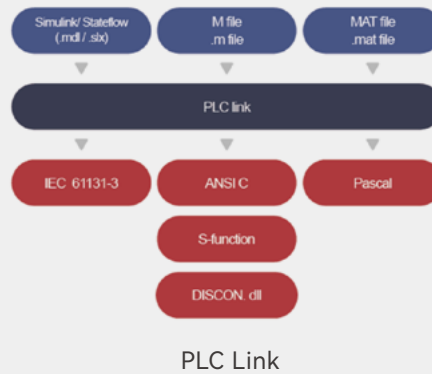 Simulink/ Stateflow
(.mdl / .slx)
M file
.m file
MAT file
.mat file
PLC link
IEC 61131-3
ANSI C
Pascal
S-function
DISCON. dll
PLC Link